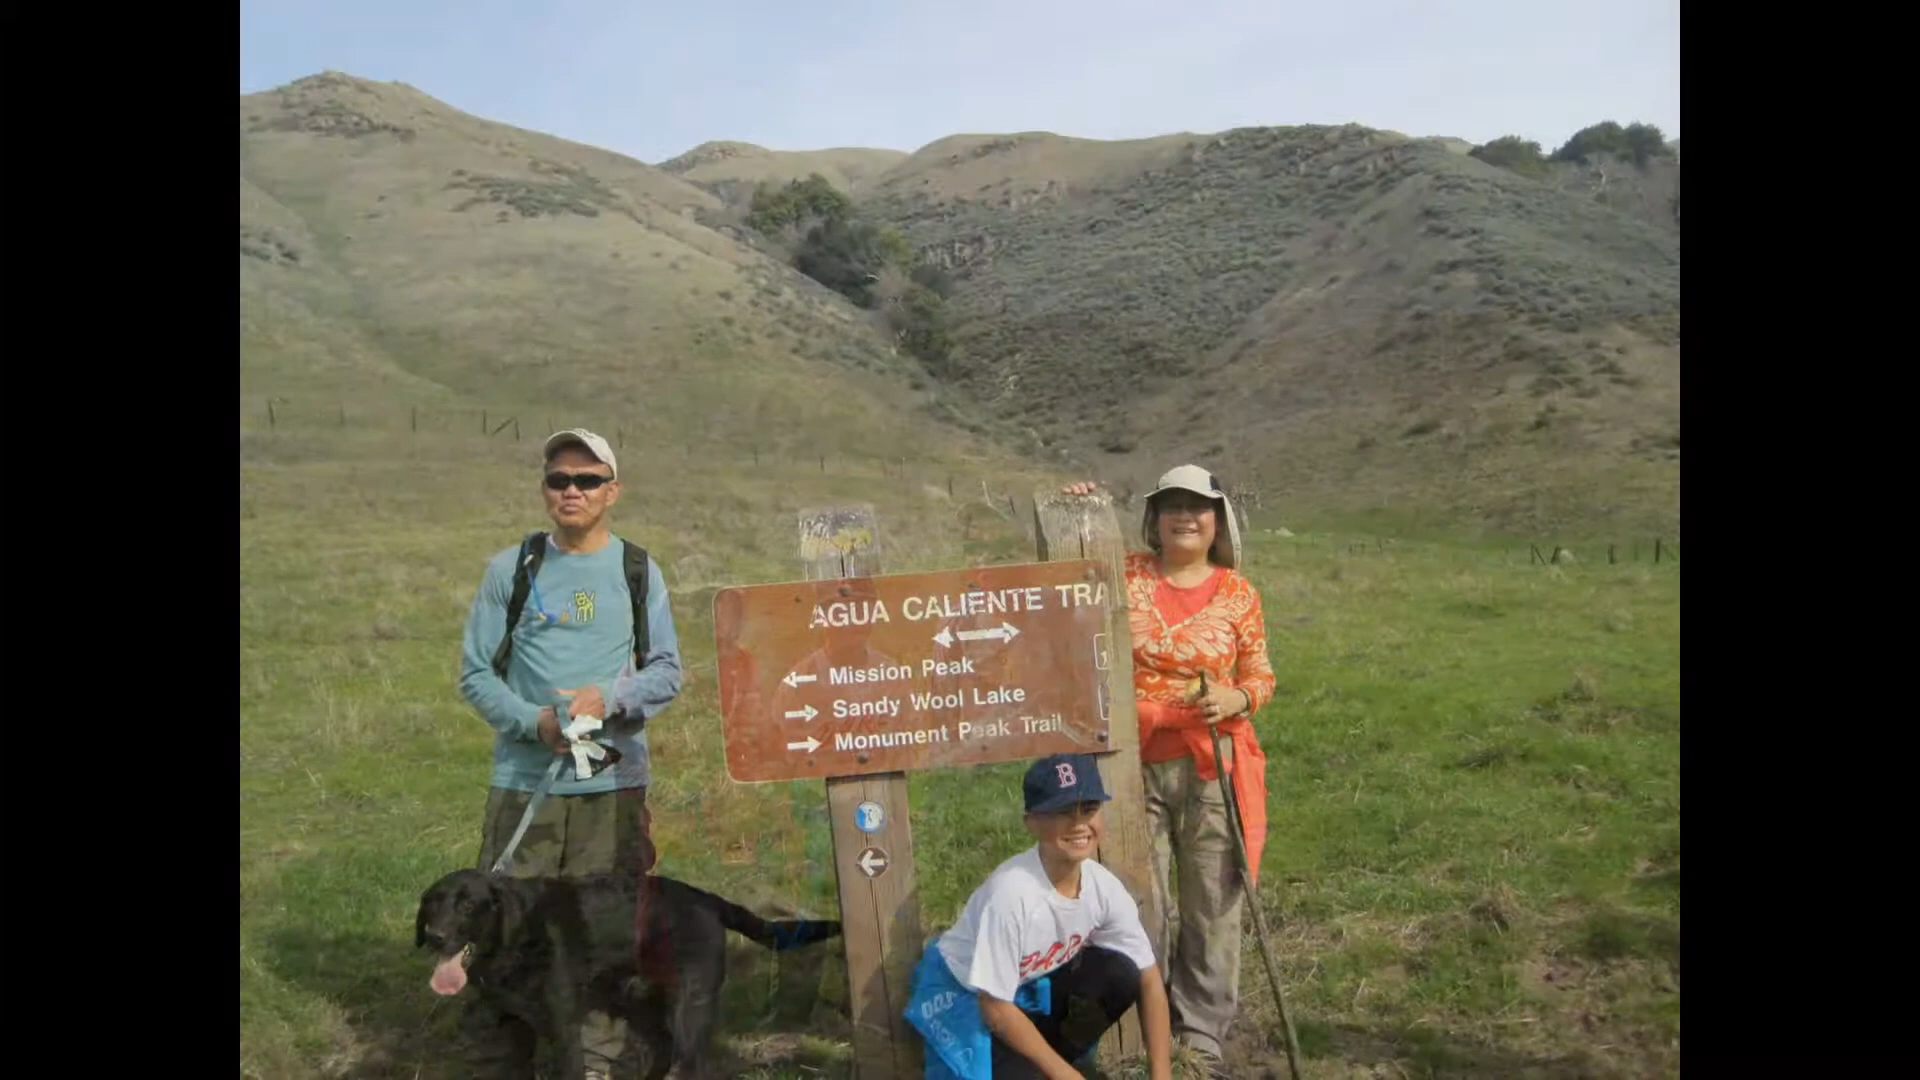 AGUA CALIENTE TRA
Mission Peak
Sandy Wool Lake
Monument Peak Trail
B